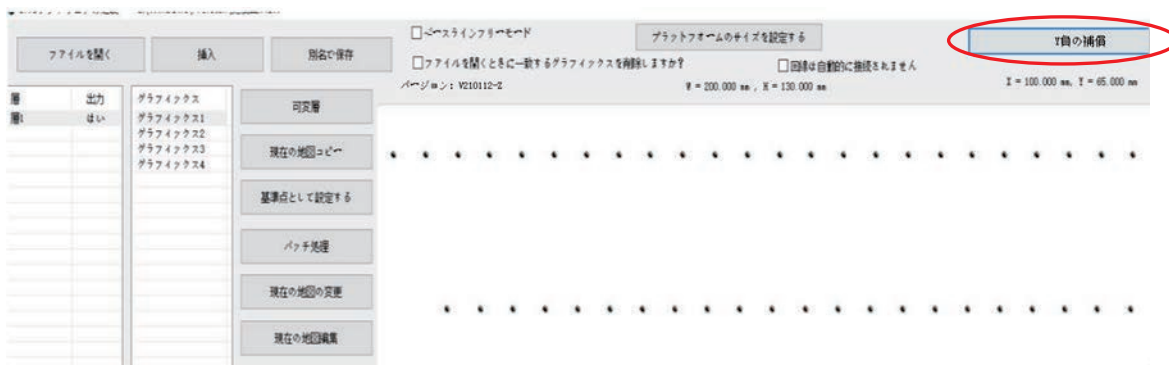 ファイルを開く
挿入
別名で保存
ベースラインフリーモード
プラットフォームのサイズを設定する
Y負の補償
ファイルを開くときに一致するグラフィックスを削除しますか?
回線は自動的に接続されません
バージョン: V210112-Z
W = 200.000 mm , H = 130.000 mm
X = 100.000 mm, Y = 65.000 mm
層
出力
グラフィックス
層1
はい
グラフィックス1
グラフィックス2
グラフィックス3
グラフィックス4
可変層
現在の地図コピー
基準点として設定する
バッチ処理
現在の地図の変更
現在の地図編集